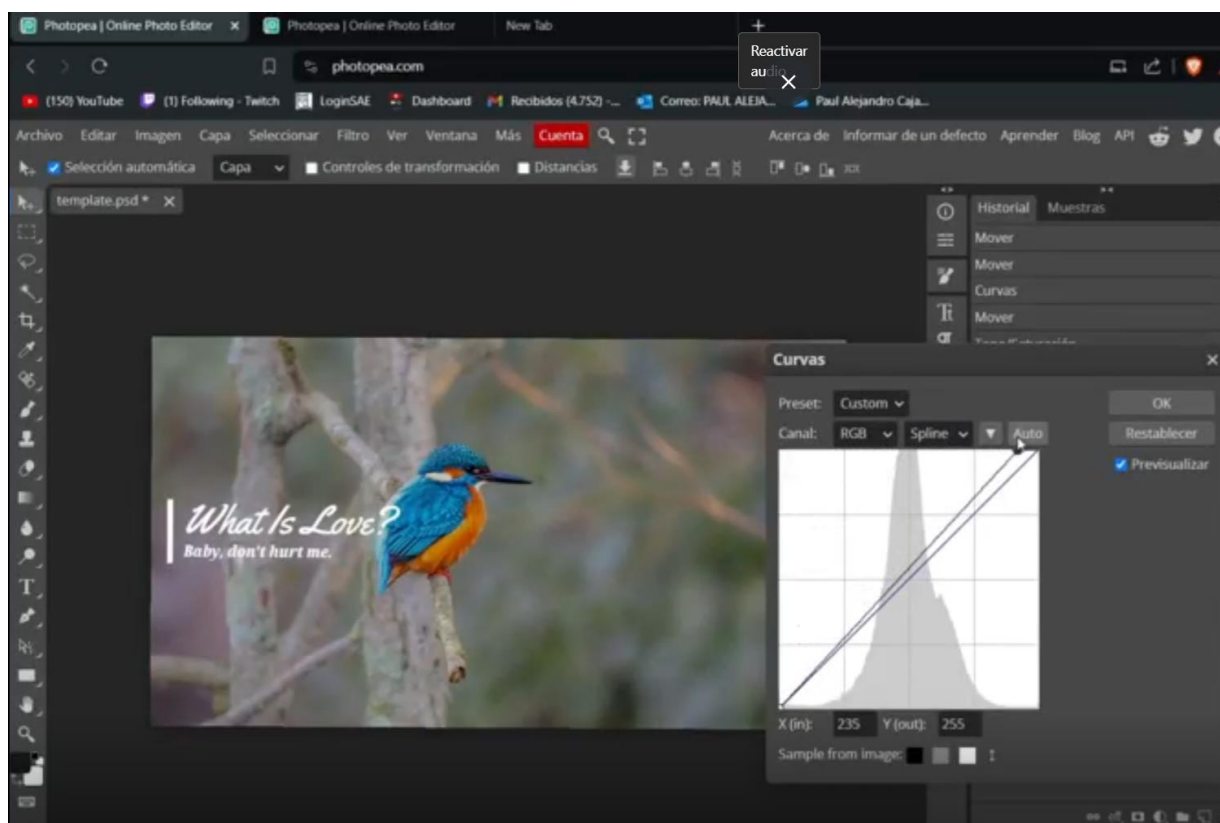 Photopea | Online Photo Editor × Photopea | Online Photo Editor New Tab +
Reactivar
audio
photopea.com
(150) YouTube (1) Following - Twitch LoginSAE Dashboard Recibidos (4.752) -... Correo: PAUL ALEJA... Paul Alejandro Caja...
Archivo Editar Imagen Capa Seleccionar Filtro Ver Ventana Más Cuenta Acerca de Informar de un defecto Aprender Blog API
Selección automática Capa Controles de transformación Distancias
template.psd *
Historial Muestras
Mover
Mover
Curvas
Mover
Tono/Saturación
Curvas
Preset: Custom OK
Canal: RGB Spline Auto Restablecer
Previsualizar
What Is Love?
Baby, don't hurt me.
X (in): 235 Y (out): 255
Sample from image: